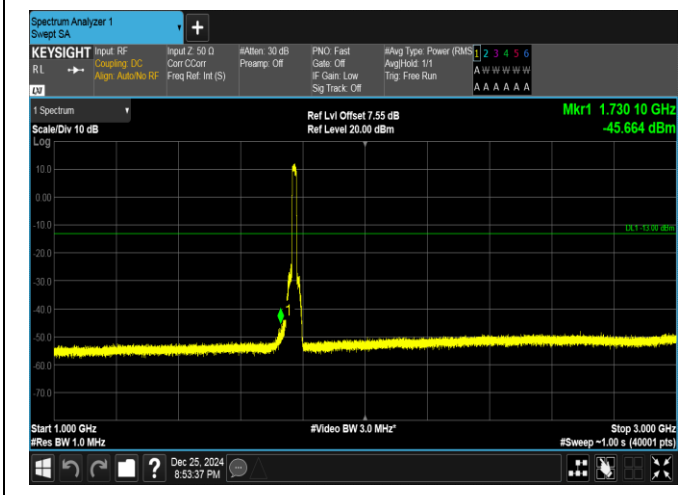 Spectrum Analyzer 1
Swept SA
+
KEYSIGHT
R L
LXI
Input: RF
Coupling: DC
Align: Auto/No RF
Input Z: 50 Ω
Corr CCorr
Freq Ref: Int (S)
#Atten: 30 dB
Preamp: Off
PNO: Fast
Gate: Off
IF Gain: Low
Sig Track: Off
#Avg Type: Power (RMS
Avg|Hold: 1/1
Trig: Free Run
1 2 3 4 5 6
A W W W W W
A A A A A A
1 Spectrum
Scale/Div 10 dB
Log
Ref Lvl Offset 7.55 dB
Ref Level 20.00 dBm
Mkr1 1.730 10 GHz
-45.664 dBm
10.0
0.00
-10.0
DL1 -13.00 dBm
-20.0
-30.0
-40.0
-50.0
-60.0
-70.0
Start 1.000 GHz
#Res BW 1.0 MHz
#Video BW 3.0 MHz*
Stop 3.000 GHz
#Sweep ~1.00 s (40001 pts)
?
Dec 25, 2024
8:53:37 PM